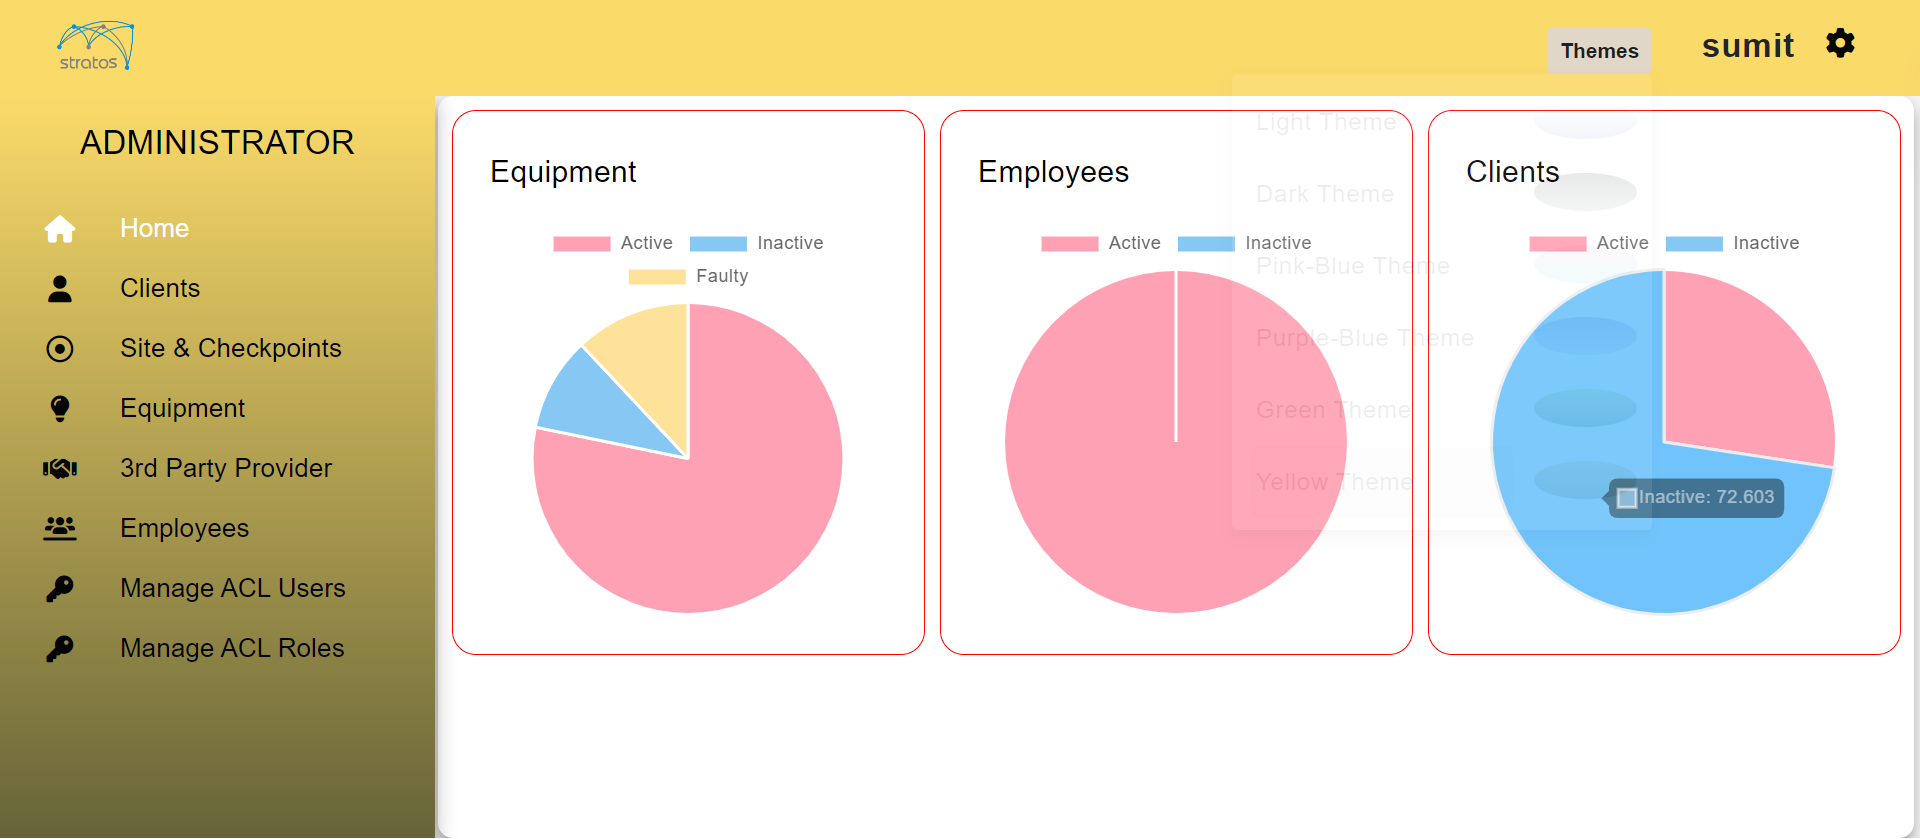 stratos
Themes
sumit
ADMINISTRATOR
Home
Clients
Site & Checkpoints
Equipment
3rd Party Provider
Employees
Manage ACL Users
Manage ACL Roles
Equipment
Active
Inactive
Faulty
Employees
Active
Inactive
Clients
Active
Inactive
Inactive: 72.603
Light Theme
Dark Theme
Pink-Blue Theme
Purple-Blue Theme
Green Theme
Yellow Theme